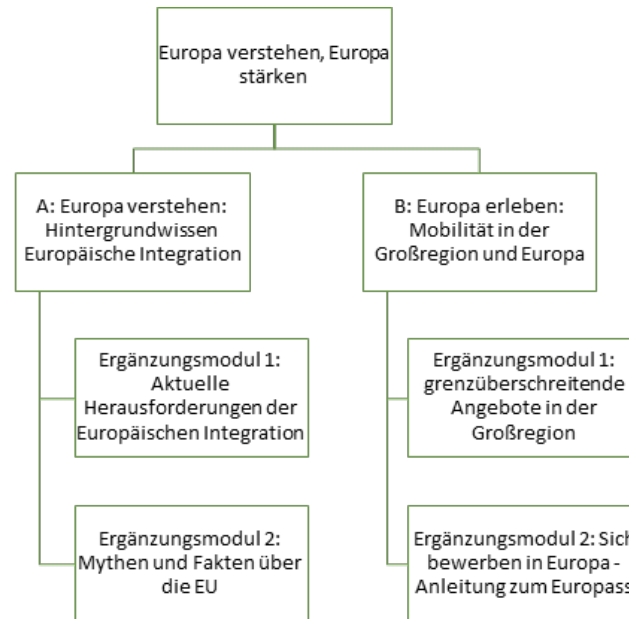 Europa verstehen, Europa
stärken
A: Europa verstehen:
Hintergrundwissen
Europäische Integration
B: Europa erleben:
Mobilität in der
Großregion und Europa
Ergänzungsmodul 1:
Aktuelle
Herausforderungen der
Europäischen Integration
Ergänzungsmodul 1:
grenzüberschreitende
Angebote in der
Großregion
Ergänzungsmodul 2:
Mythen und Fakten über
die EU
Ergänzungsmodul 2: Sich
bewerben in Europa -
Anleitung zum Europass